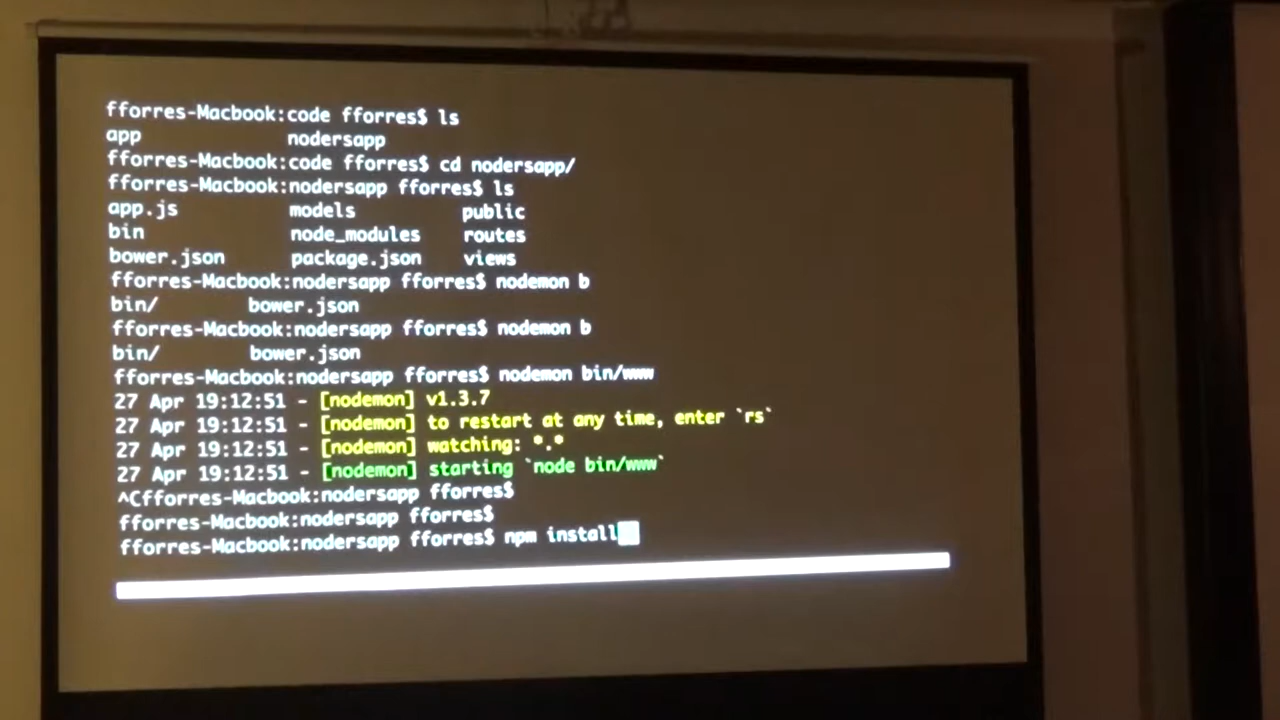 fforres-Macbook:code fforres$ ls
app nodersapp
fforres-Macbook:code fforres$ cd nodersapp/
fforres-Macbook:nodersapp fforres$ ls
app.js models public
bin node_modules routes
bower.json package.json views
fforres-Macbook:nodersapp fforres$ nodemon b
bin/ bower.json
fforres-Macbook:nodersapp fforres$ nodemon b
bin/ bower.json
fforres-Macbook:nodersapp fforres$ nodemon bin/www
27 Apr 19:12:51 - [nodemon] v1.3.7
27 Apr 19:12:51 - [nodemon] to restart at any time, enter `rs`
27 Apr 19:12:51 - [nodemon] watching: *.*
27 Apr 19:12:51 - [nodemon] starting `node bin/www`
^Cfforres-Macbook:nodersapp fforres$
fforres-Macbook:nodersapp fforres$
fforres-Macbook:nodersapp fforres$ npm install